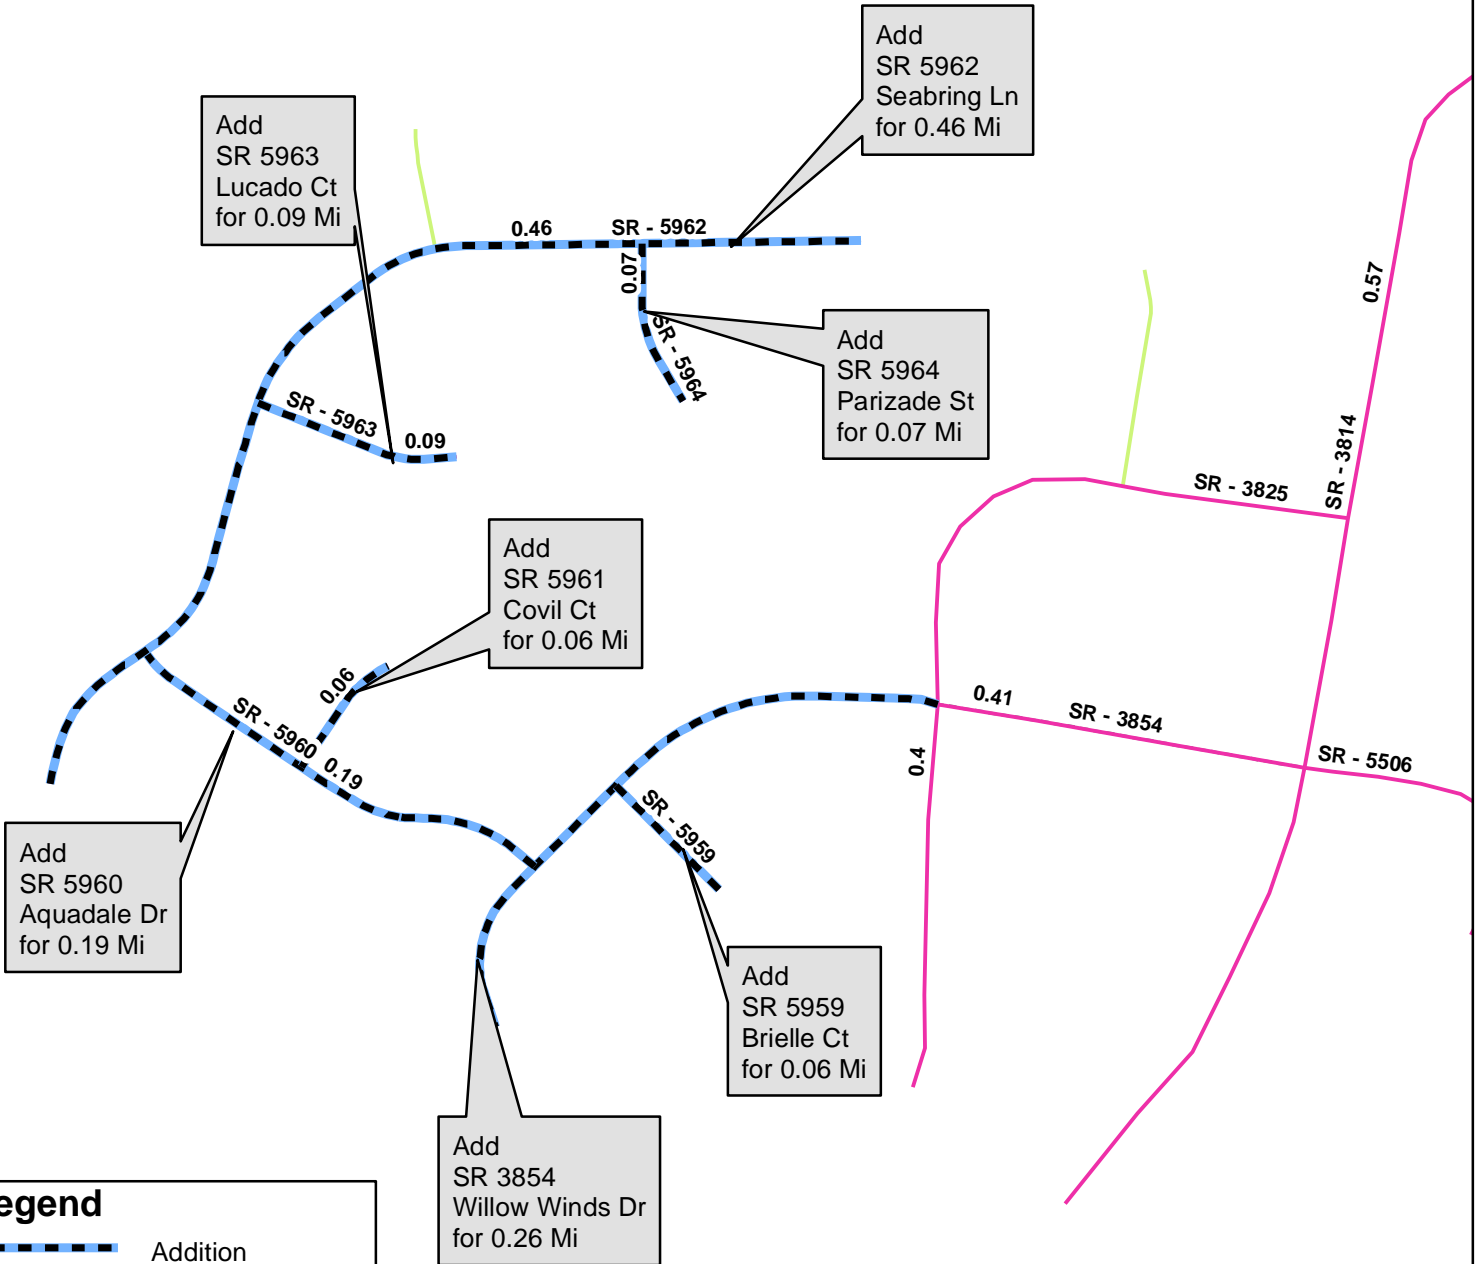 Add
SR 5962
Seabring Ln
for 0.46 Mi
Add
SR 5963
Lucado Ct
for 0.09 Mi
0.46
SR - 5962
0.07
SR - 5964
Add
SR 5964
Parizade St
for 0.07 Mi
0.57
SR - 3814
SR - 5963
0.09
SR - 3825
Add
SR 5961
Covil Ct
for 0.06 Mi
0.06
SR - 5960
0.19
0.41
SR - 3854
0.4
SR - 5506
SR - 5959
Add
SR 5960
Aquadale Dr
for 0.19 Mi
Add
SR 5959
Brielle Ct
for 0.06 Mi
Add
SR 3854
Willow Winds Dr
for 0.26 Mi
egend
Addition